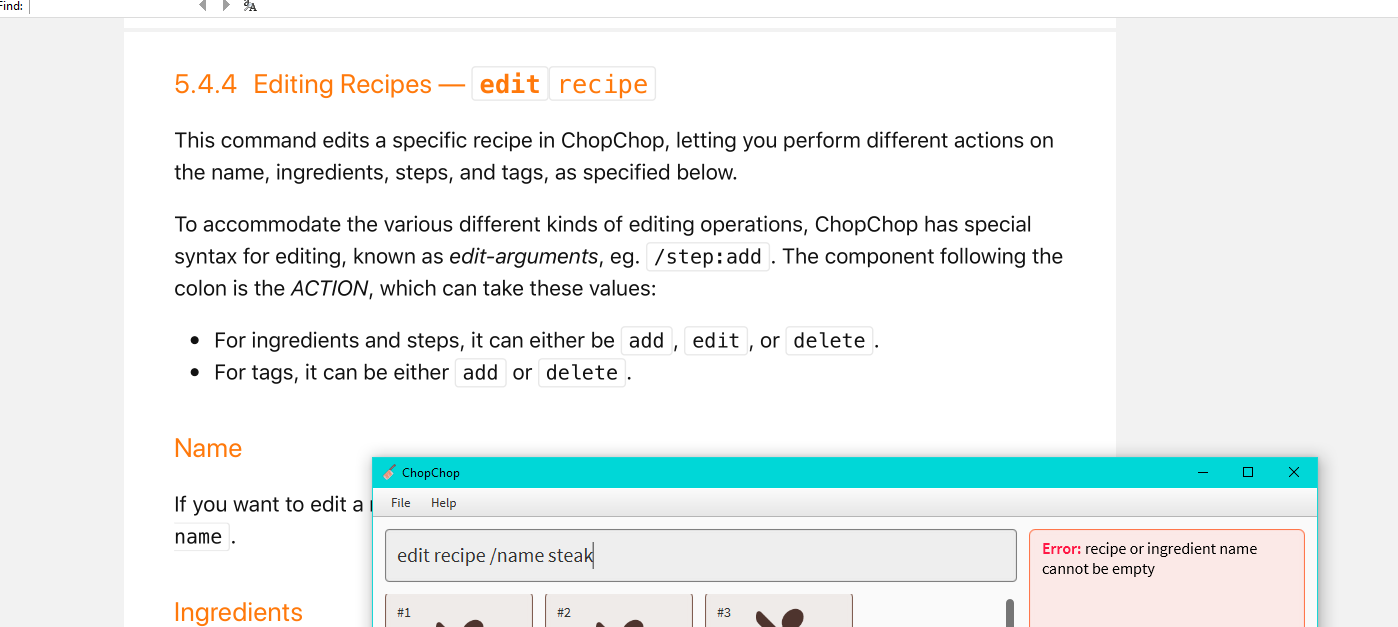 Find:
5.4.4 Editing Recipes — edit recipe
This command edits a specific recipe in ChopChop, letting you perform different actions on
the name, ingredients, steps, and tags, as specified below.
To accommodate the various different kinds of editing operations, ChopChop has special
syntax for editing, known as edit-arguments, eg. /step:add . The component following the
colon is the ACTION, which can take these values:
• For ingredients and steps, it can either be add , edit , or delete .
• For tags, it can be either add or delete .
Name
If you want to edit a
name .
Ingredients
ChopChop
File Help
edit recipe /name steak
Error: recipe or ingredient name
cannot be empty
#1 #2 #3